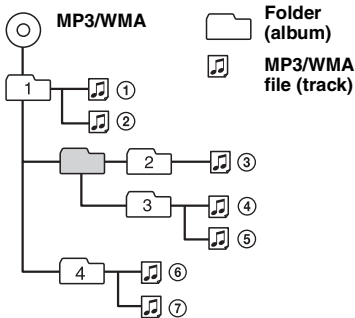 MP3/WMA
Folder
(album)
MP3/WMA
file (track)
1
①
②
2
③
3
④
⑤
4
⑥
⑦